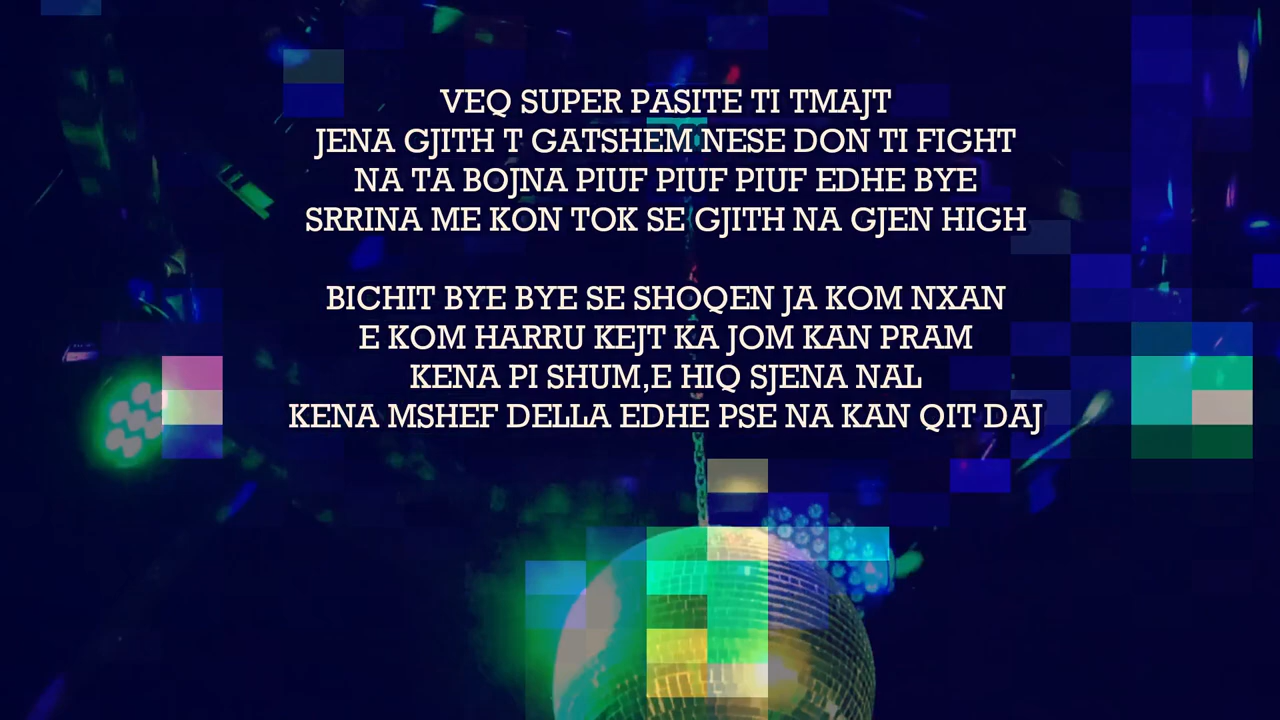 VEQ SUPER PASITE TI TMAJT
JENA GJITH T GATSHEM NESE DON TI FIGHT
NA TA BOJNA PIUF PIUF PIUF EDHE BYE
SRRINA ME KON TOK SE GJITH NA GJEN HIGH
BICHIT BYE BYE SE SHOQEN JA KOM NXAN
E KOM HARRU KEJT KA JOM KAN PRAM
KENA PI SHUM,E HIQ SJENA NAL
KENA MSHEF DELLA EDHE PSE NA KAN QIT DAJ